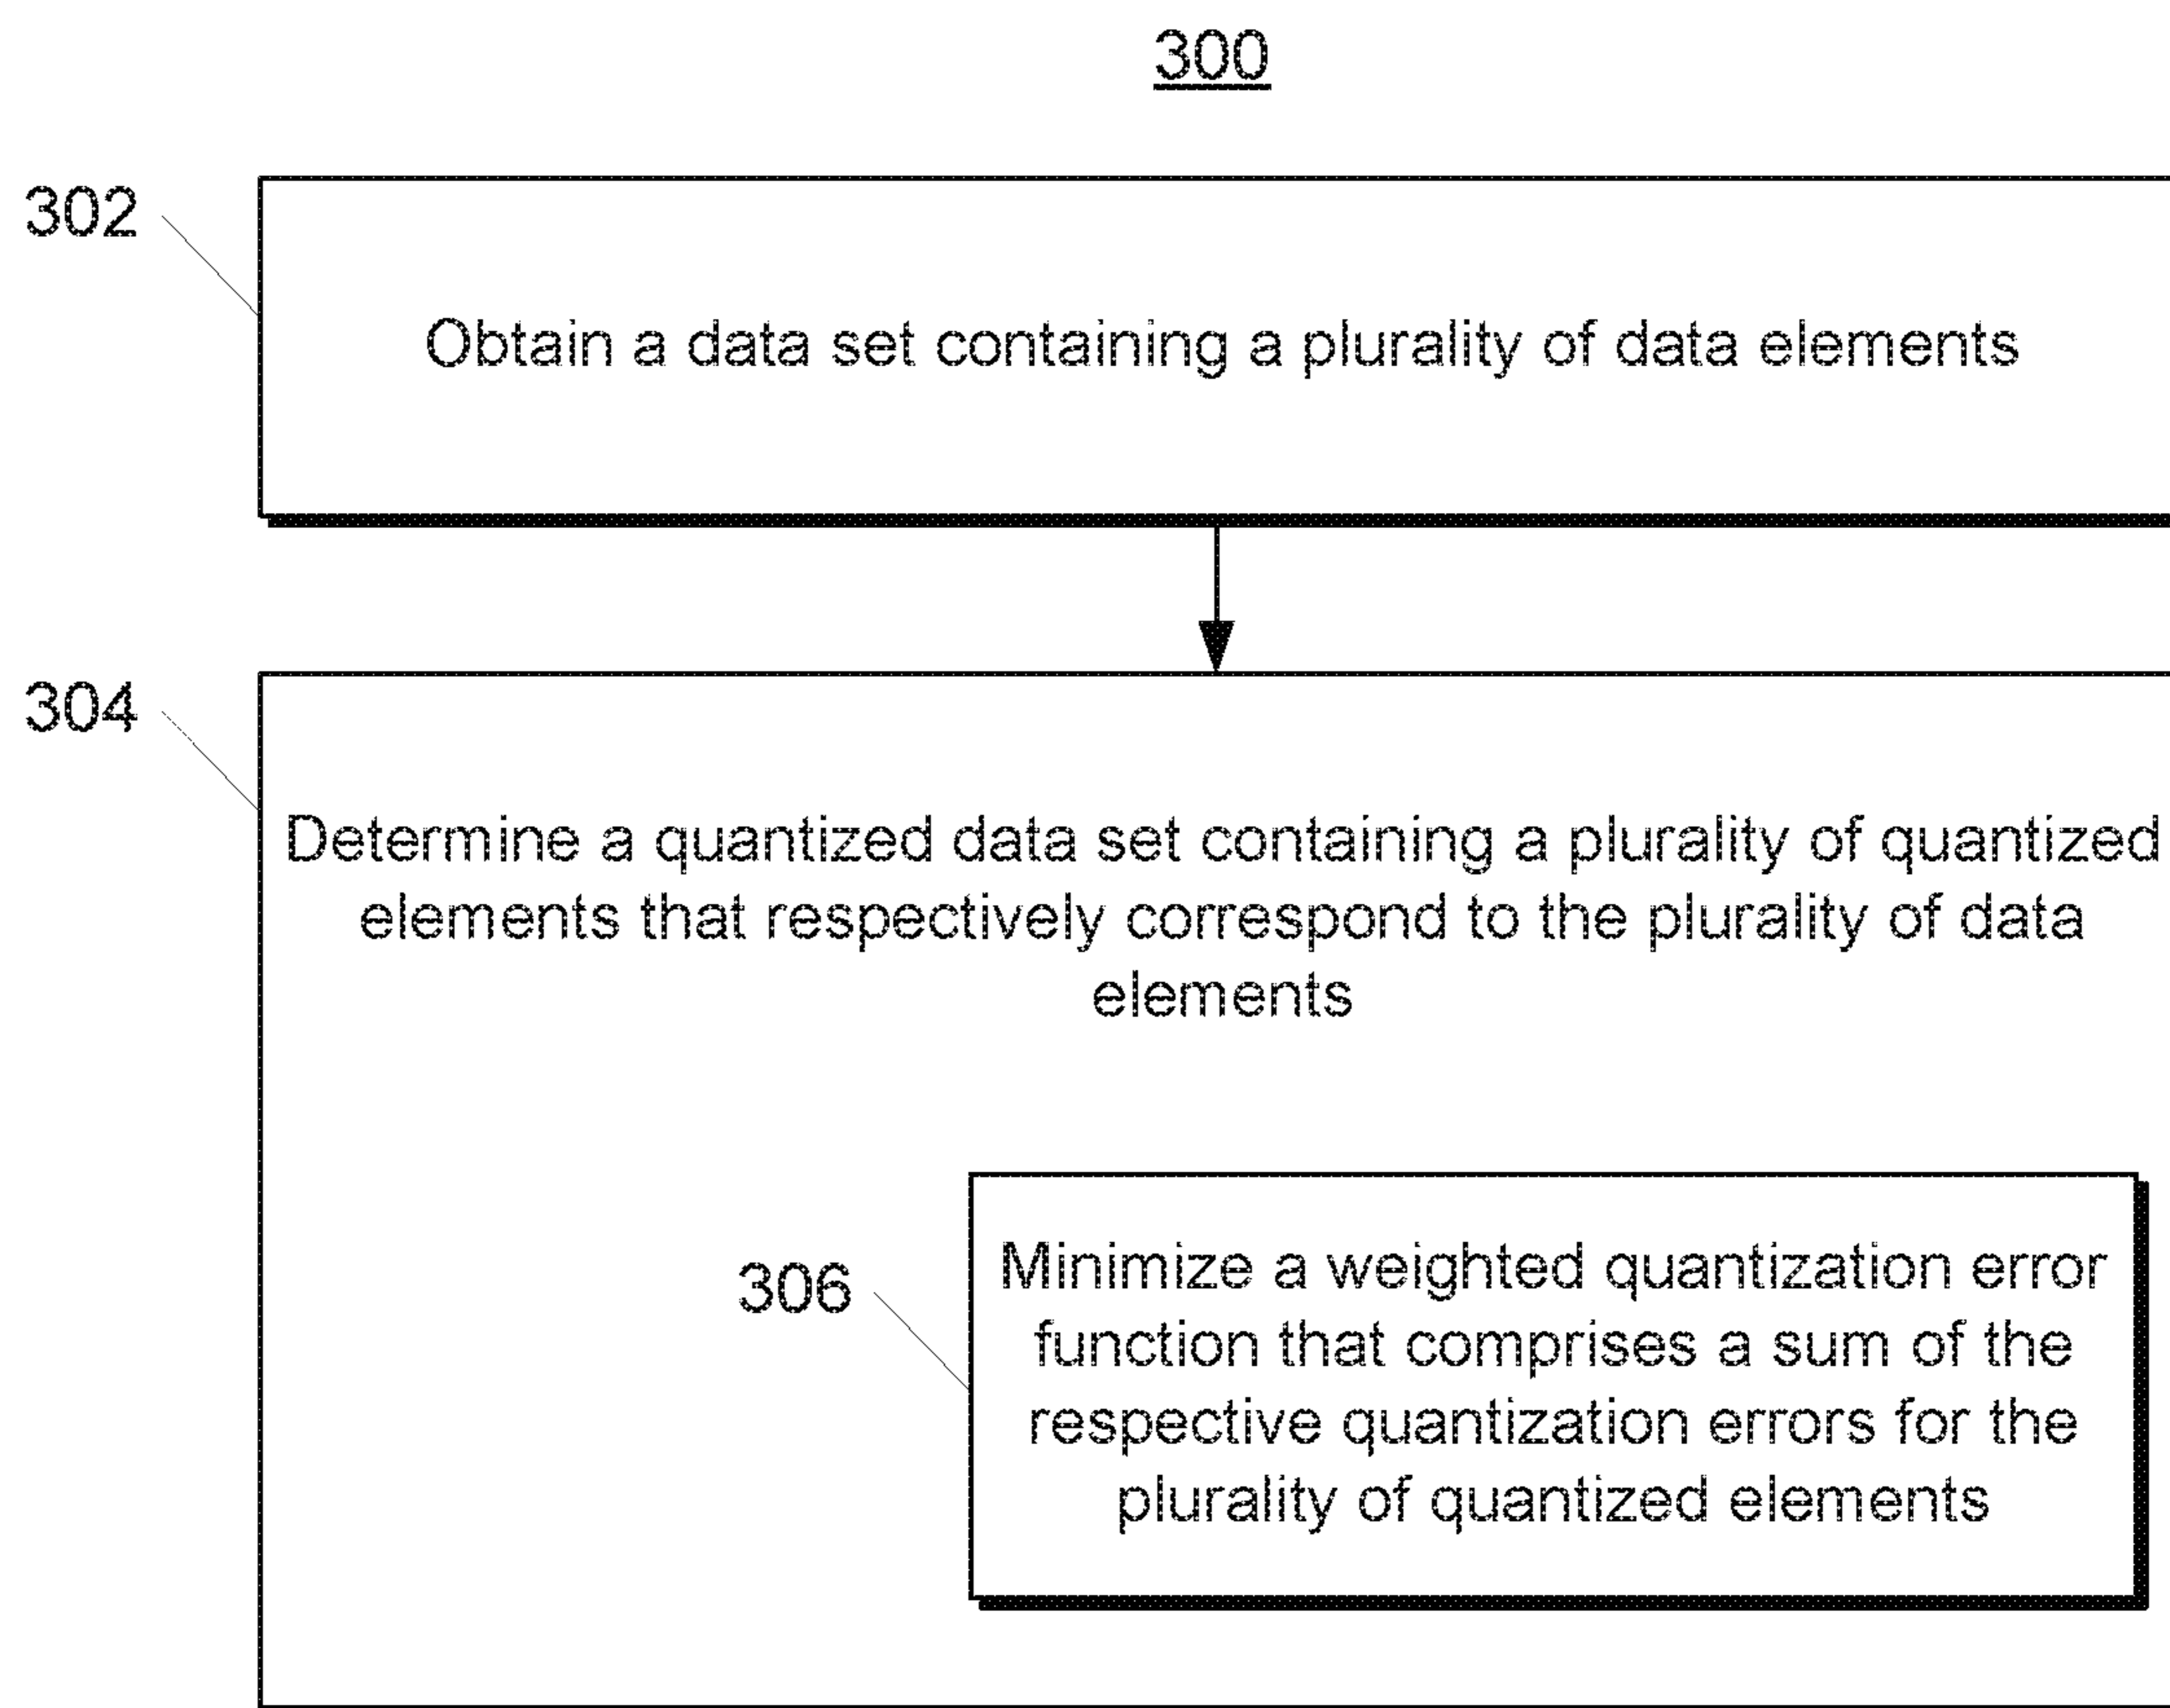 300
302
Obtain a data set containing a plurality of data elements
304
Determine a quantized data set containing a plurality of quantized
elements that respectively correspond to the plurality of data
elements
306
Minimize a weighted quantization error
function that comprises a sum of the
respective quantization errors for the
plurality of quantized elements